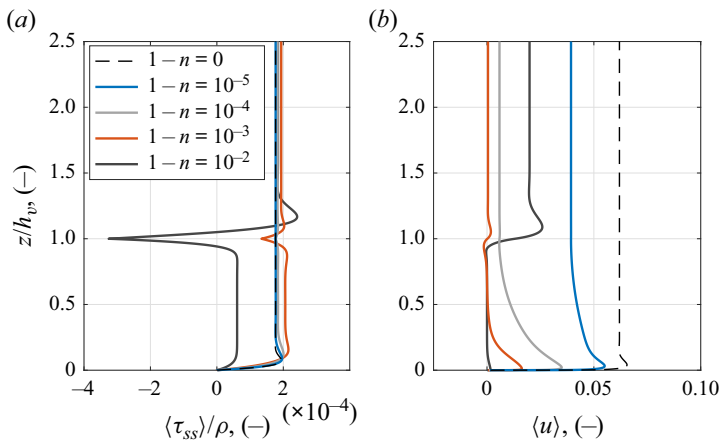 (a)
(b)
2.5
2.0
1.5
1.0
0.5
0
z/hᵥ, (–)
1 – n = 0
1 – n = 10⁻⁵
1 – n = 10⁻⁴
1 – n = 10⁻³
1 – n = 10⁻²
–4
–2
0
2
4
(×10⁻⁴)
⟨τₛₛ⟩/ρ, (–)
2.5
2.0
1.5
1.0
0.5
0
0
0.05
0.10
⟨u⟩, (–)